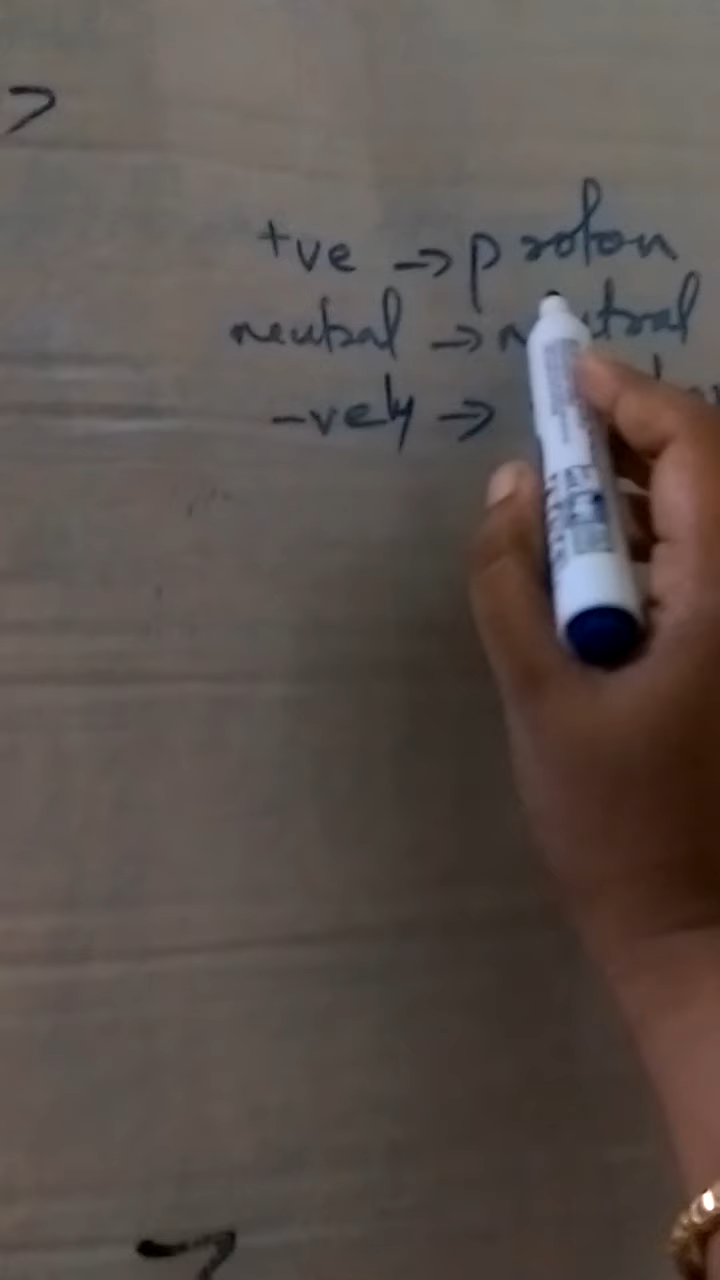 +ve → proton
neutral → neutral
-vely →